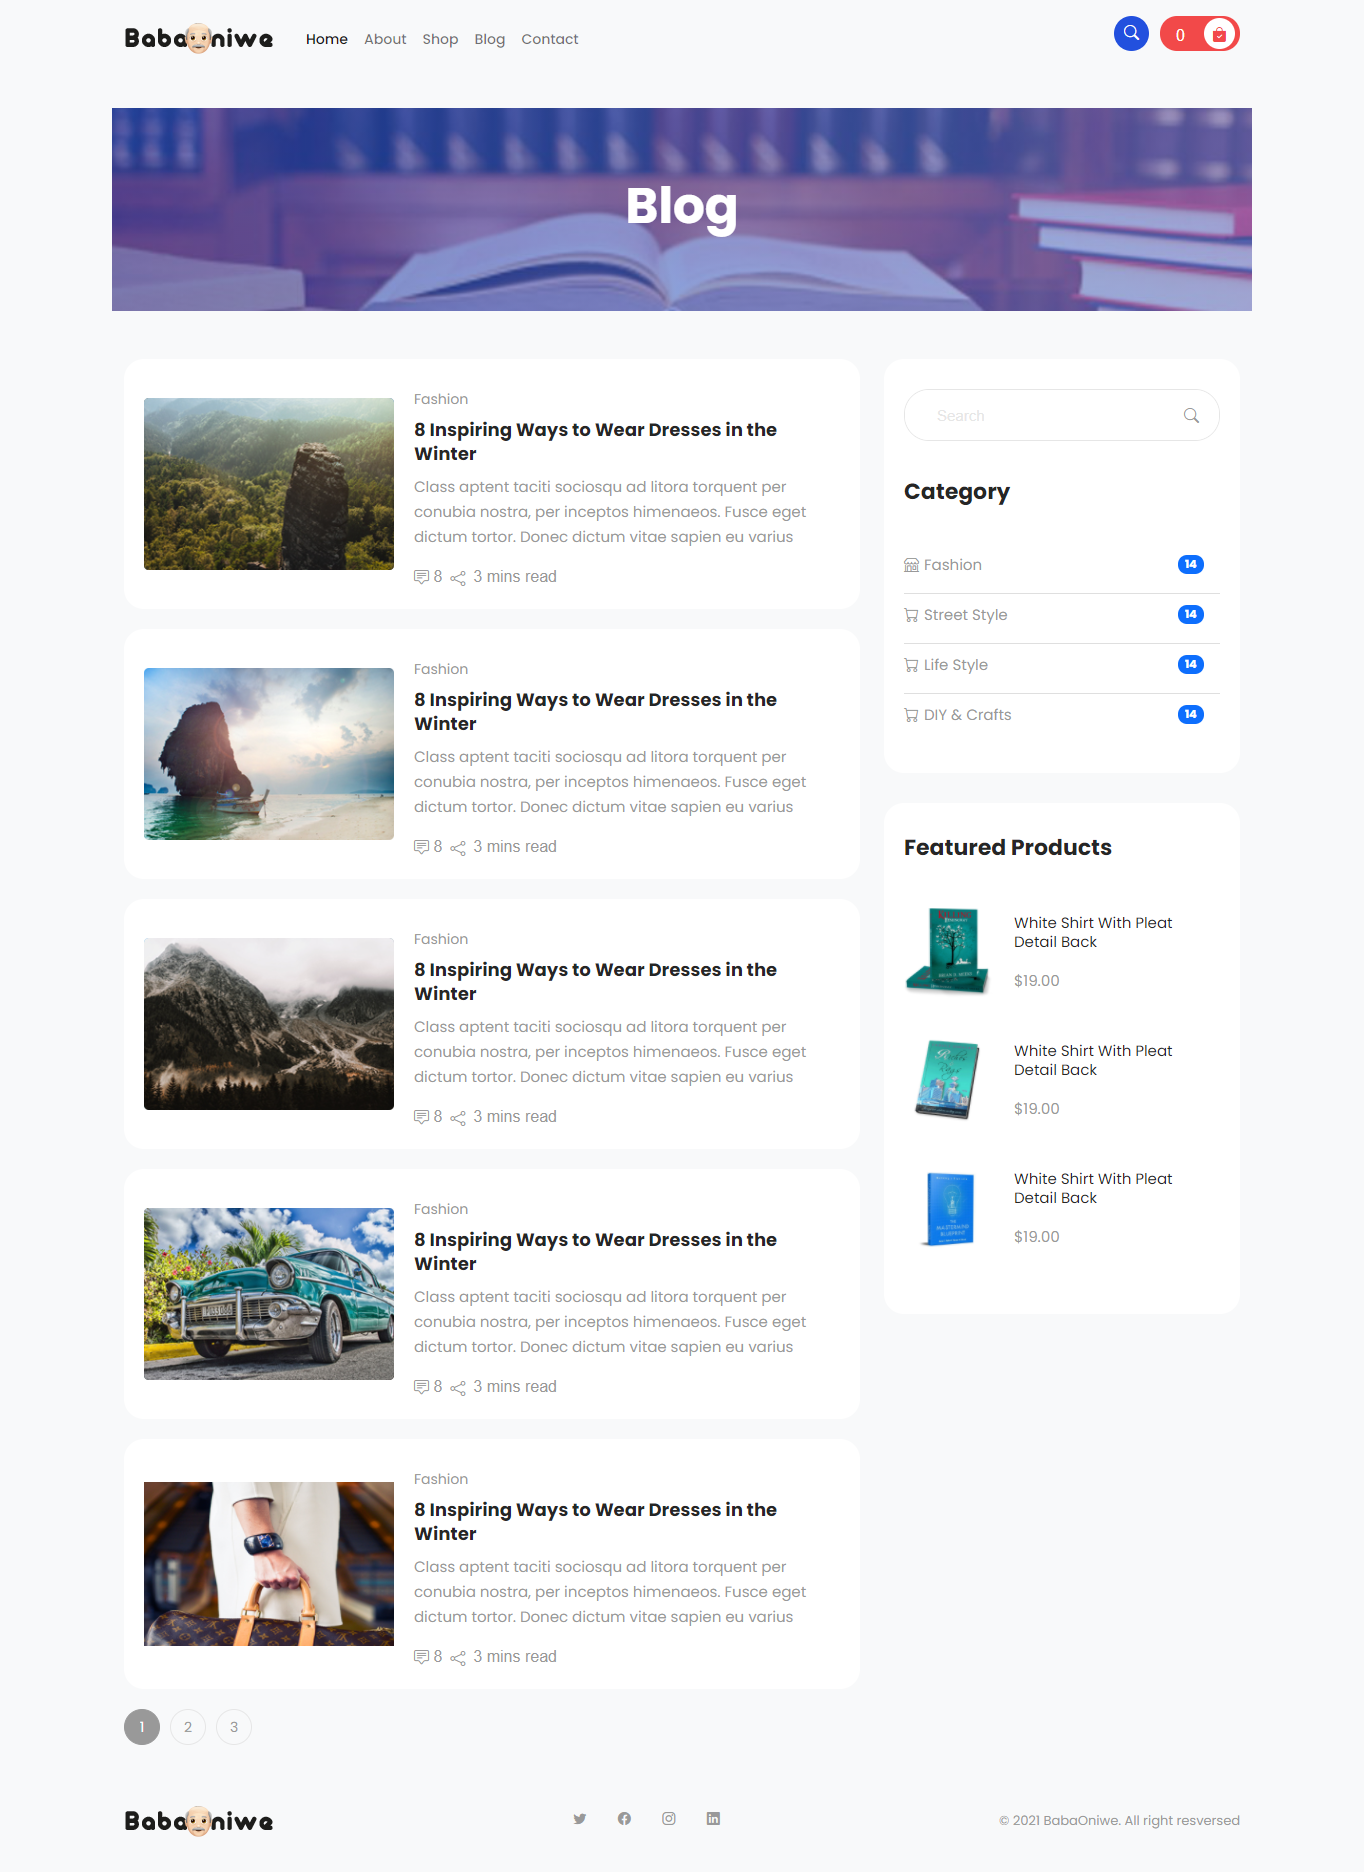 BabaOniwe
Home
About
Shop
Blog
Contact
0
Blog
Fashion
8 Inspiring Ways to Wear Dresses in the
Winter
Class aptent taciti sociosqu ad litora torquent per
conubia nostra, per inceptos himenaeos. Fusce eget
dictum tortor. Donec dictum vitae sapien eu varius
8 3 mins read
Fashion
8 Inspiring Ways to Wear Dresses in the
Winter
Class aptent taciti sociosqu ad litora torquent per
conubia nostra, per inceptos himenaeos. Fusce eget
dictum tortor. Donec dictum vitae sapien eu varius
8 3 mins read
Fashion
8 Inspiring Ways to Wear Dresses in the
Winter
Class aptent taciti sociosqu ad litora torquent per
conubia nostra, per inceptos himenaeos. Fusce eget
dictum tortor. Donec dictum vitae sapien eu varius
8 3 mins read
Fashion
8 Inspiring Ways to Wear Dresses in the
Winter
Class aptent taciti sociosqu ad litora torquent per
conubia nostra, per inceptos himenaeos. Fusce eget
dictum tortor. Donec dictum vitae sapien eu varius
8 3 mins read
Fashion
8 Inspiring Ways to Wear Dresses in the
Winter
Class aptent taciti sociosqu ad litora torquent per
conubia nostra, per inceptos himenaeos. Fusce eget
dictum tortor. Donec dictum vitae sapien eu varius
8 3 mins read
1 2 3
Search
Category
Fashion 14
Street Style 14
Life Style 14
DIY & Crafts 14
Featured Products
White Shirt With Pleat
Detail Back
$19.00
White Shirt With Pleat
Detail Back
$19.00
White Shirt With Pleat
Detail Back
$19.00
BabaOniwe
© 2021 BabaOniwe. All right resversed